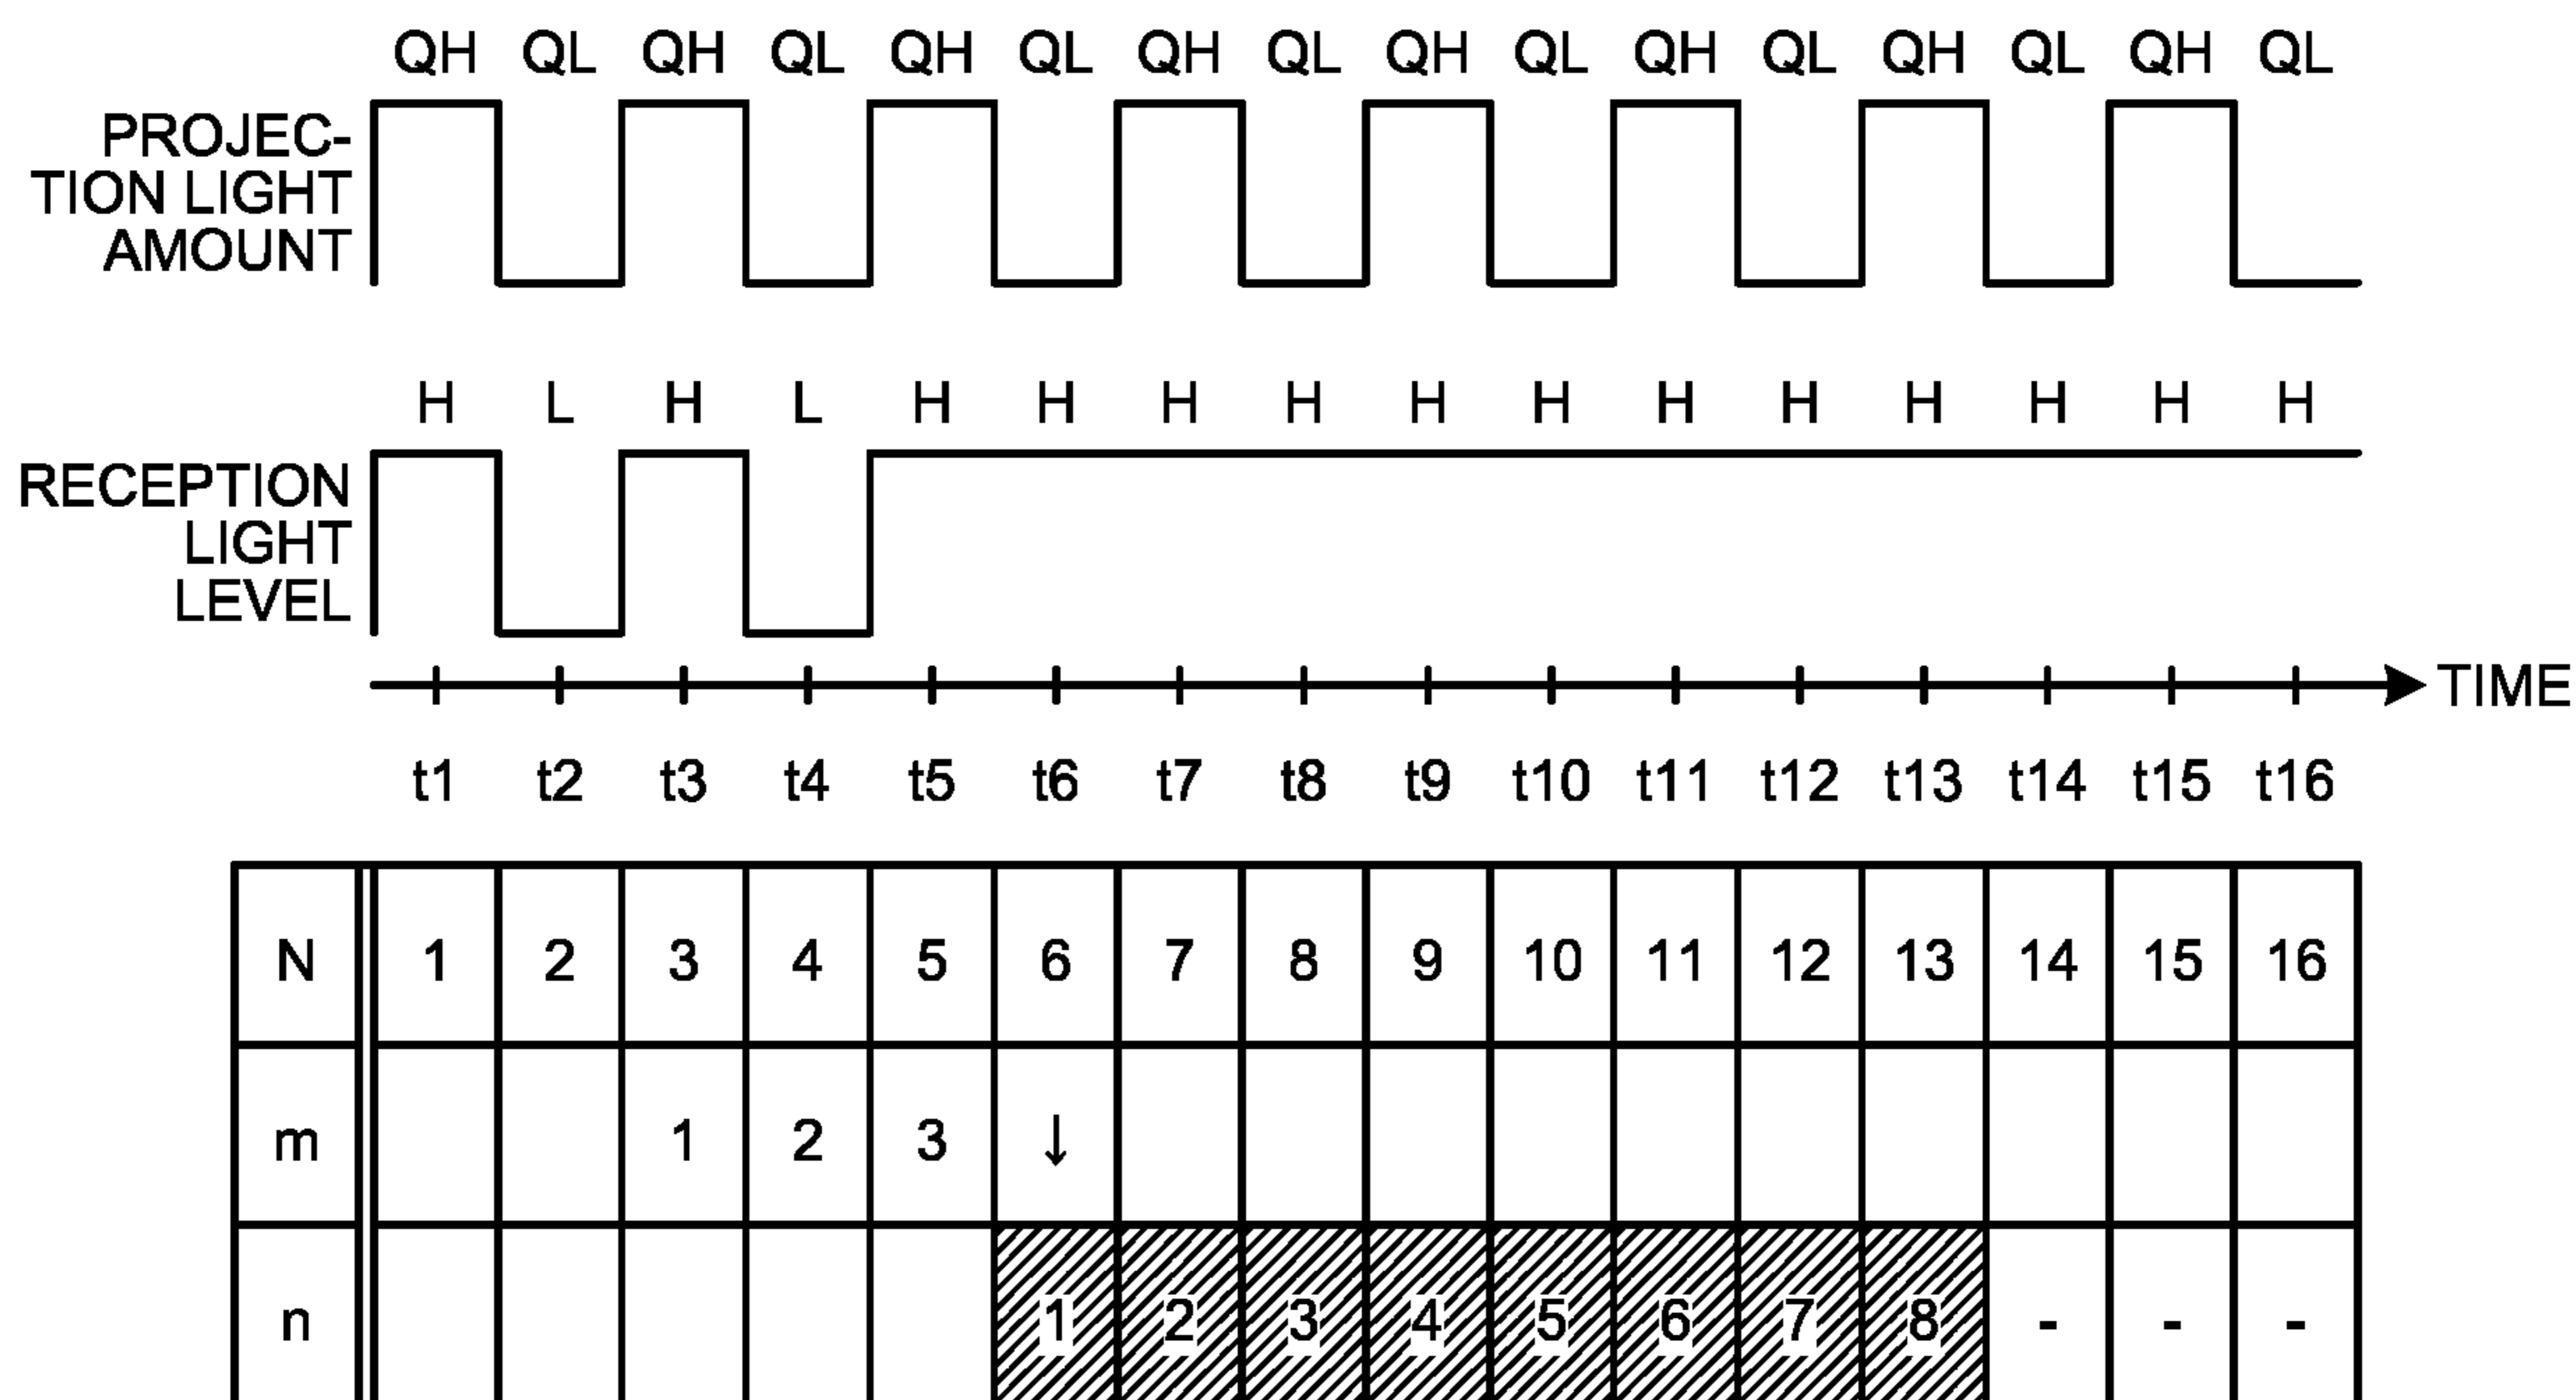 QH QL QH QL QH QL QH QL QH QL QH QL QH QL QH QL
PROJEC-
TION LIGHT
AMOUNT
H L H L H H H H H H H H H H H H
RECEPTION
LIGHT
LEVEL
TIME
t1 t2 t3 t4 t5 t6 t7 t8 t9 t10 t11 t12 t13 t14 t15 t16
N 1 2 3 4 5 6 7 8 9 10 11 12 13 14 15 16
m 1 2 3 ↓
n 1 2 3 4 5 6 7 8 - - -